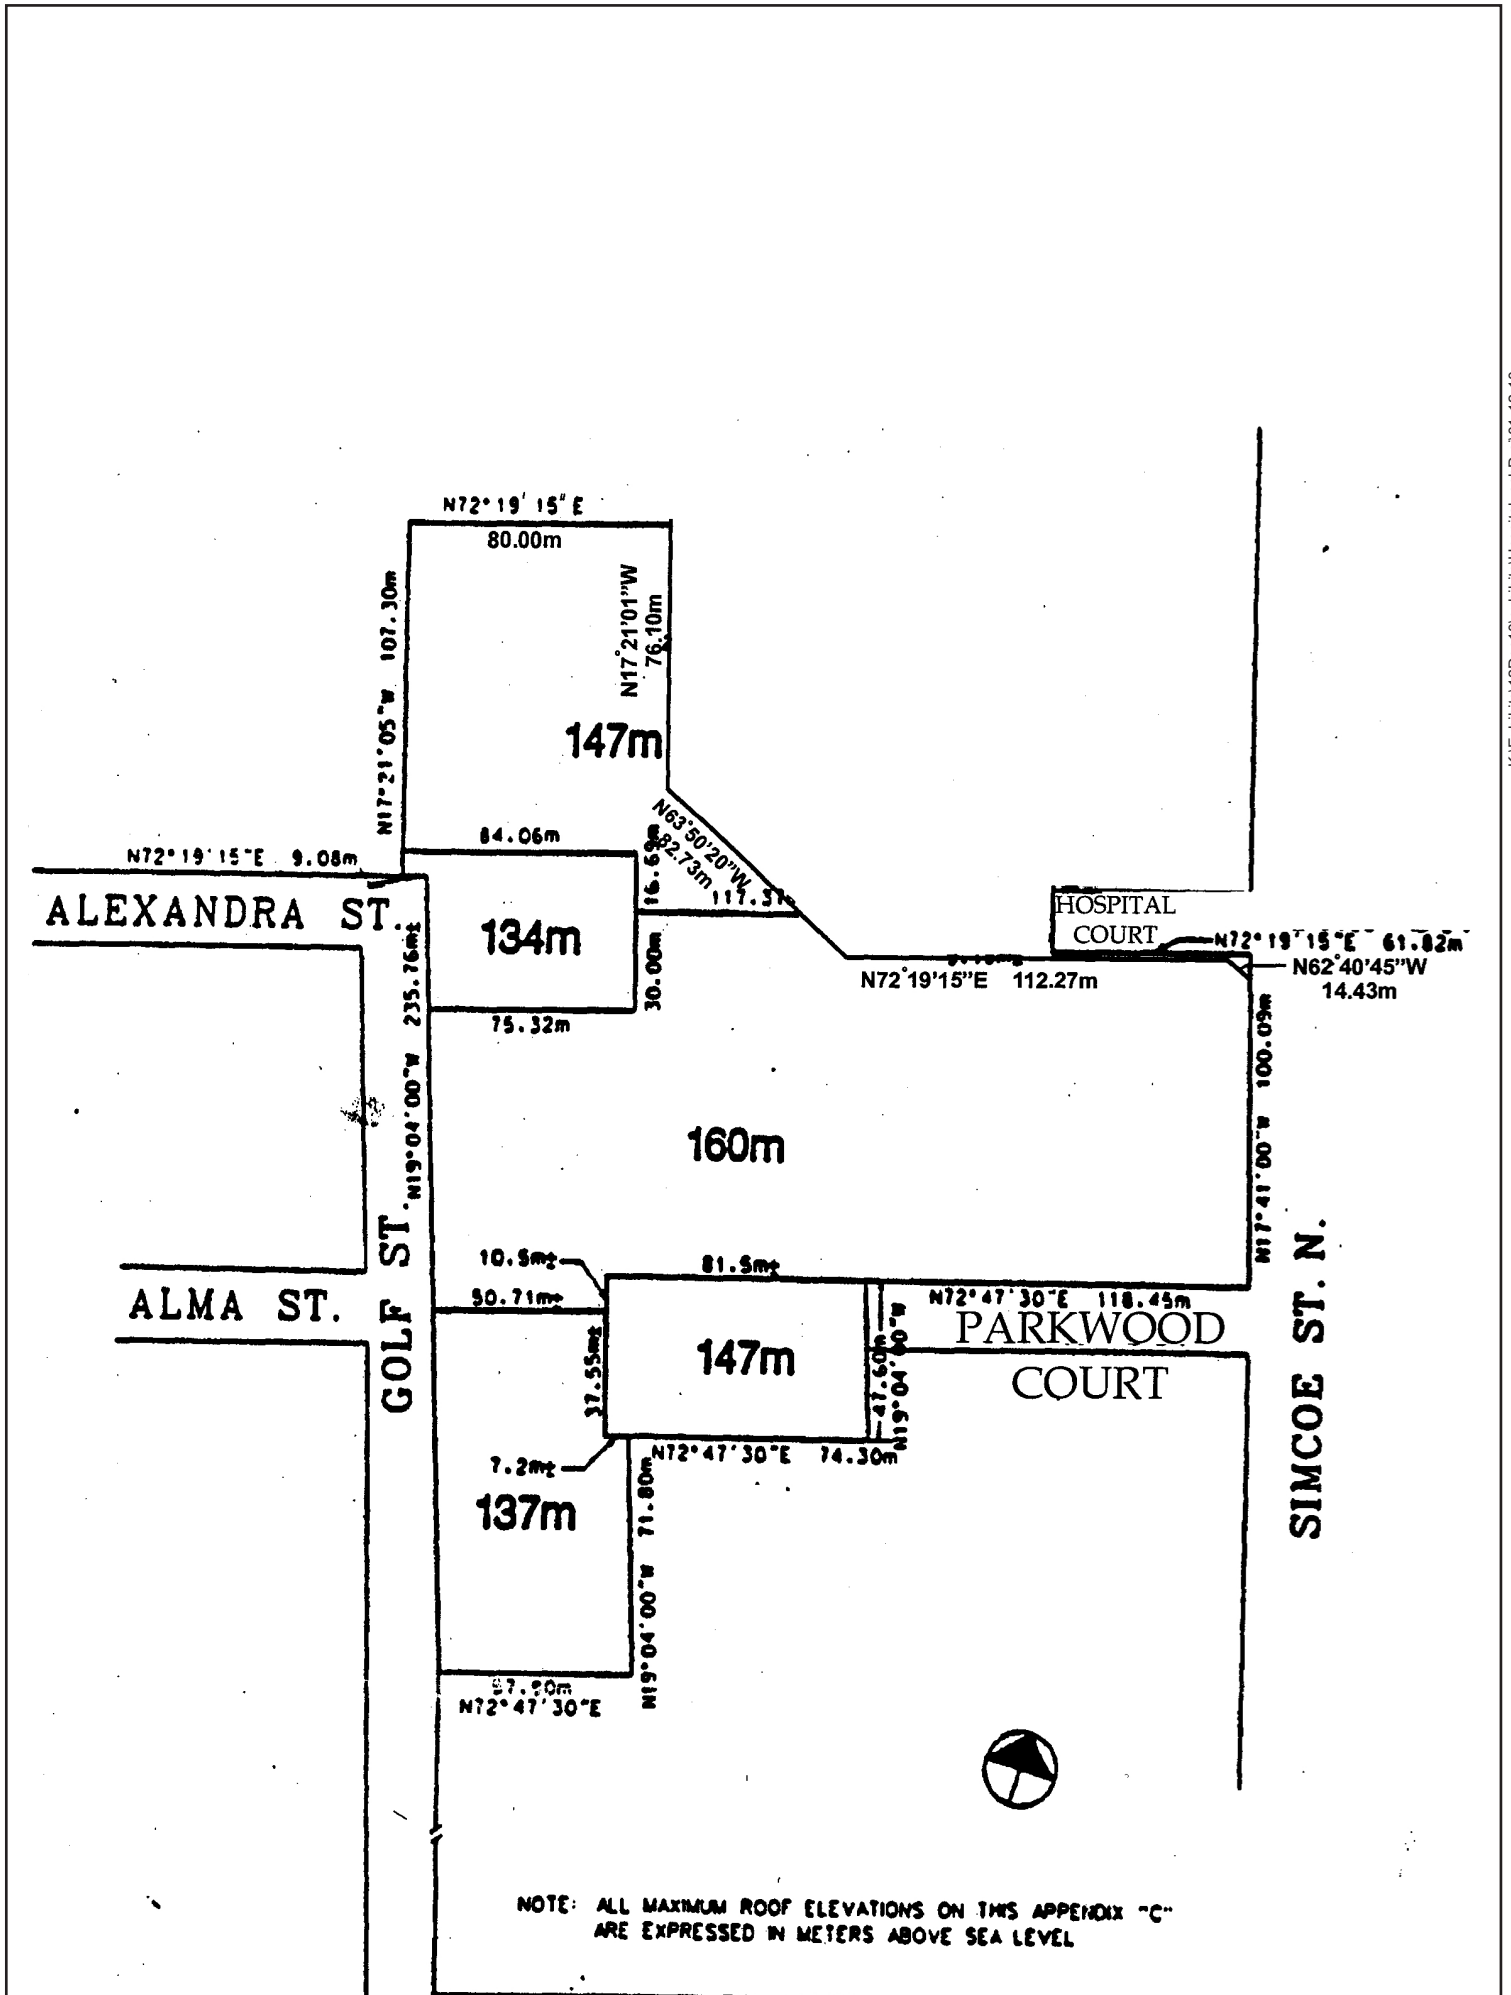 N72°19'15"E
80.00m
N17°21'05"W 107.30m
N17°21'01"W
76.10m
147m
N63°50'20"W
82.73m
84.06m
16.69m
117.31
N72°19'15"E 9.08m
ALEXANDRA ST.
134m
30.00m
75.32m
N19°04'00"W 235.76m±
HOSPITAL
COURT
N72°19'15"E 61.82m
N62°40'45"W
14.43m
N72°19'15"E 112.27m
N17°41'00"W 100.09m
160m
10.5m±
81.5m±
50.71m±
N72°47'30"E 118.45m
PARKWOOD
COURT
ALMA ST.
GOLF ST.
SIMCOE ST. N.
37.55m±
147m
47.60m
N19°04'00"W
N72°47'30"E 74.30m
7.2m±
137m
N19°04'00"W 71.80m
N72°47'30"E
NOTE: ALL MAXIMUM ROOF ELEVATIONS ON THIS APPENDIX "C"
ARE EXPRESSED IN METERS ABOVE SEA LEVEL